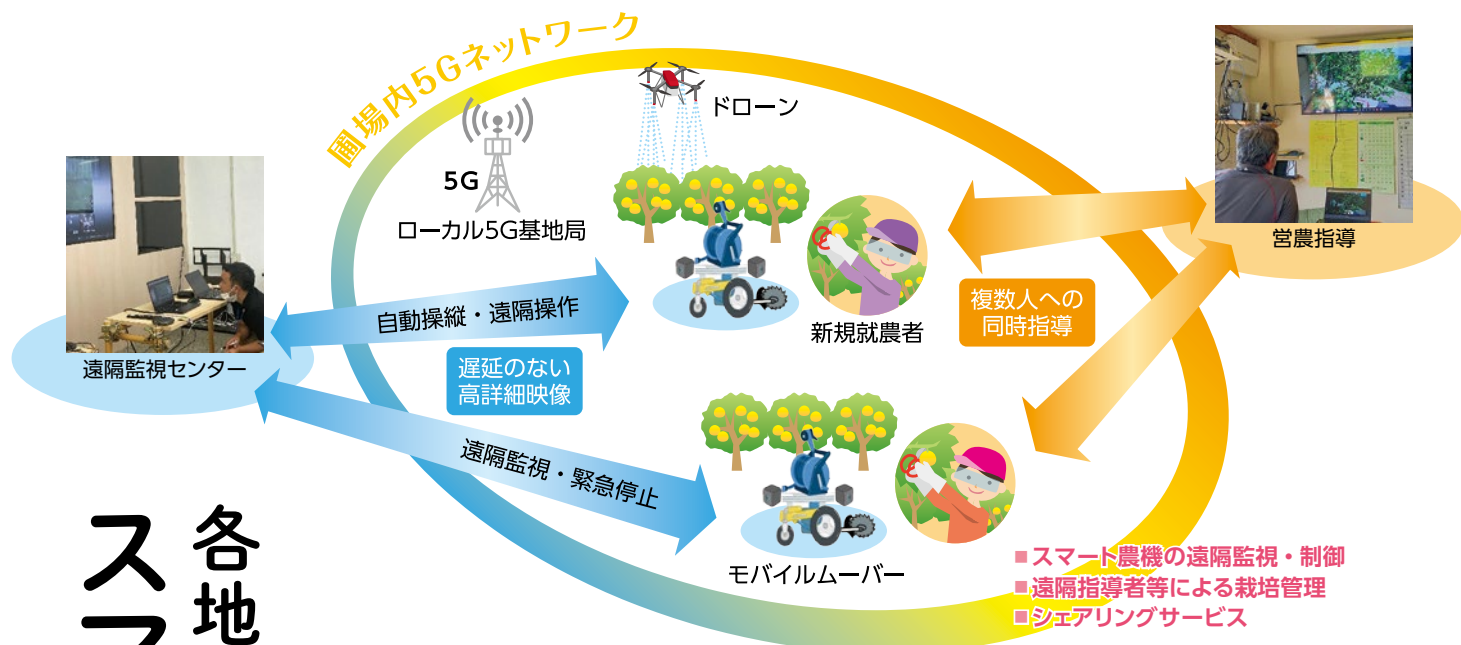 圃場内5Gネットワーク
ドローン
5G
ローカル5G基地局
営農指導
自動操縦・遠隔操作
新規就農者
複数人への
同時指導
遠隔監視センター
遅延のない
高詳細映像
遠隔監視・緊急停止
モバイルムーバー
■スマート農機の遠隔監視・制御
■遠隔指導者等による栽培管理
■シェアリングサービス
各地
ス